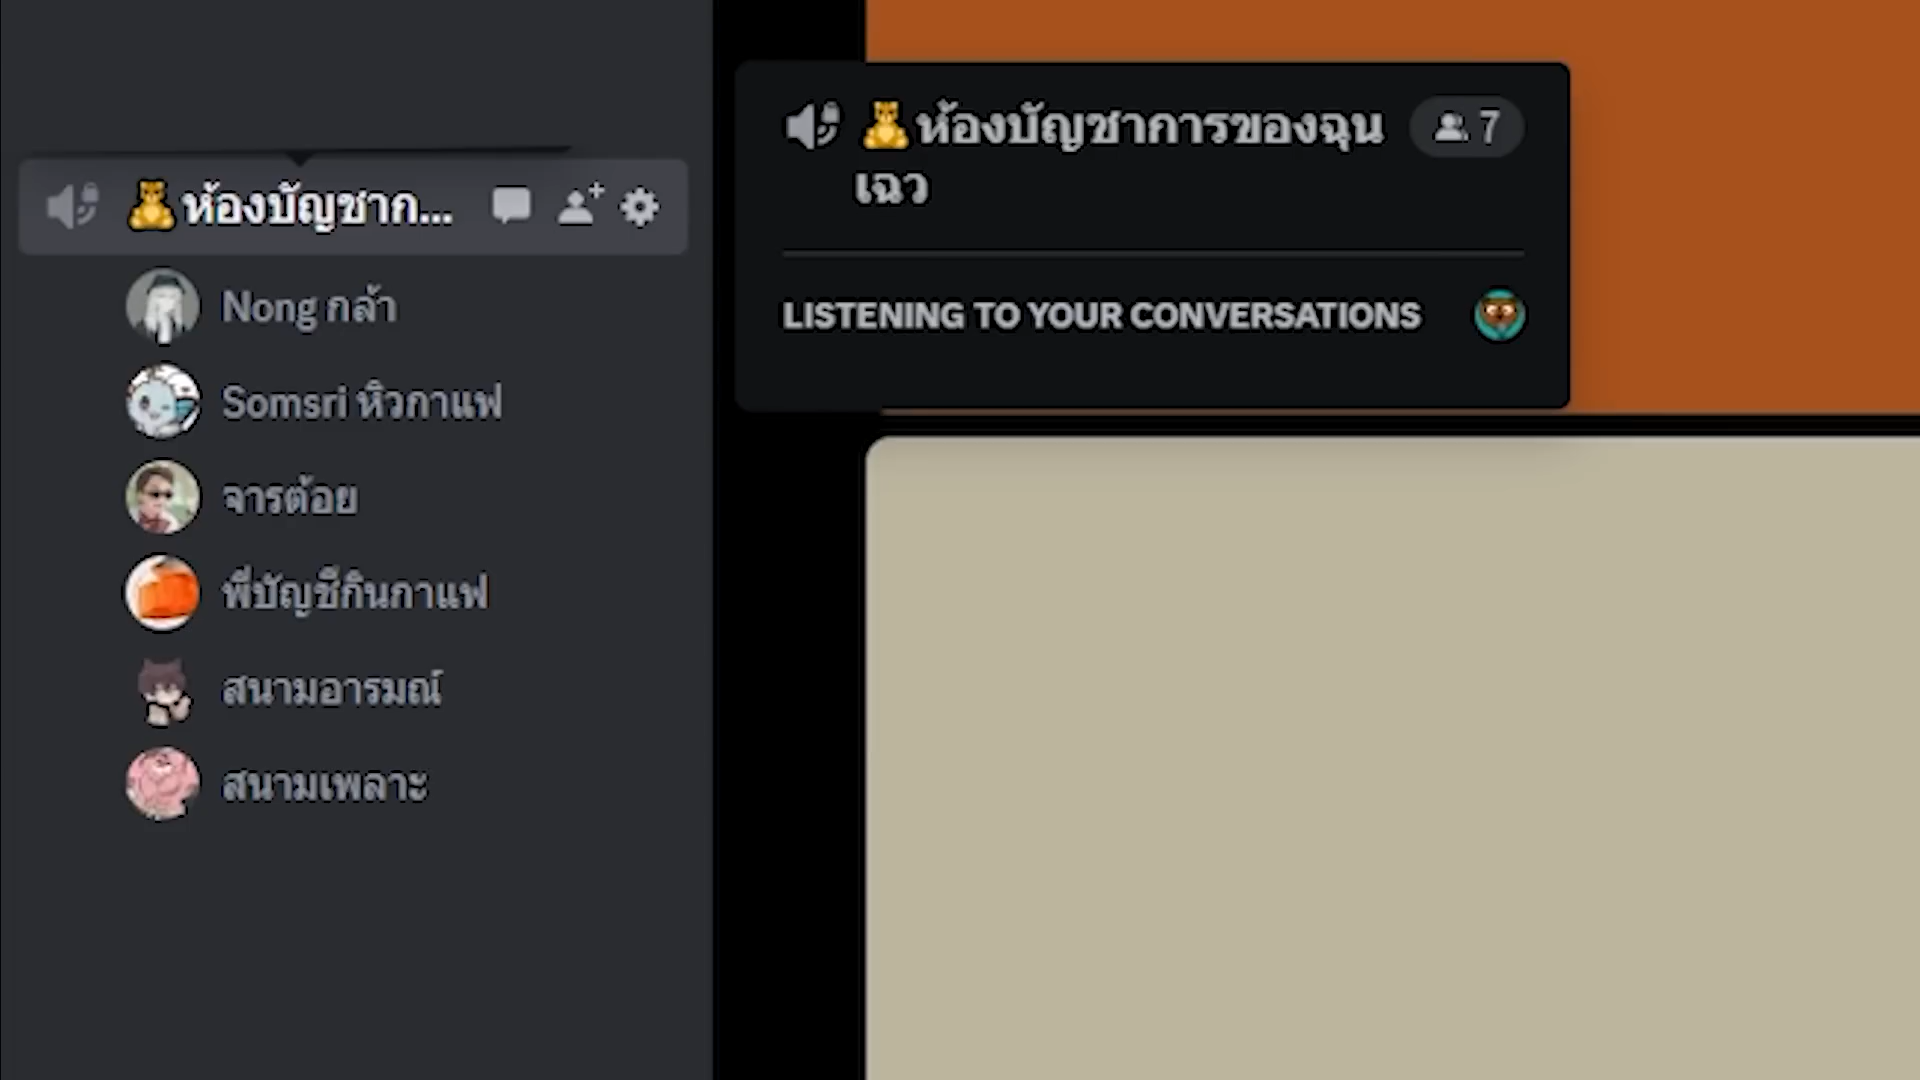 🧸ห้องบัญชาก...
Nong กล้า
Somsri หิวกาแฟ
จารต้อย
พี่บัญชีกินกาแฟ
สนามอารมณ์
สนามเพลาะ
🧸ห้องบัญชาการของฉุน
เฉว
7
LISTENING TO YOUR CONVERSATIONS